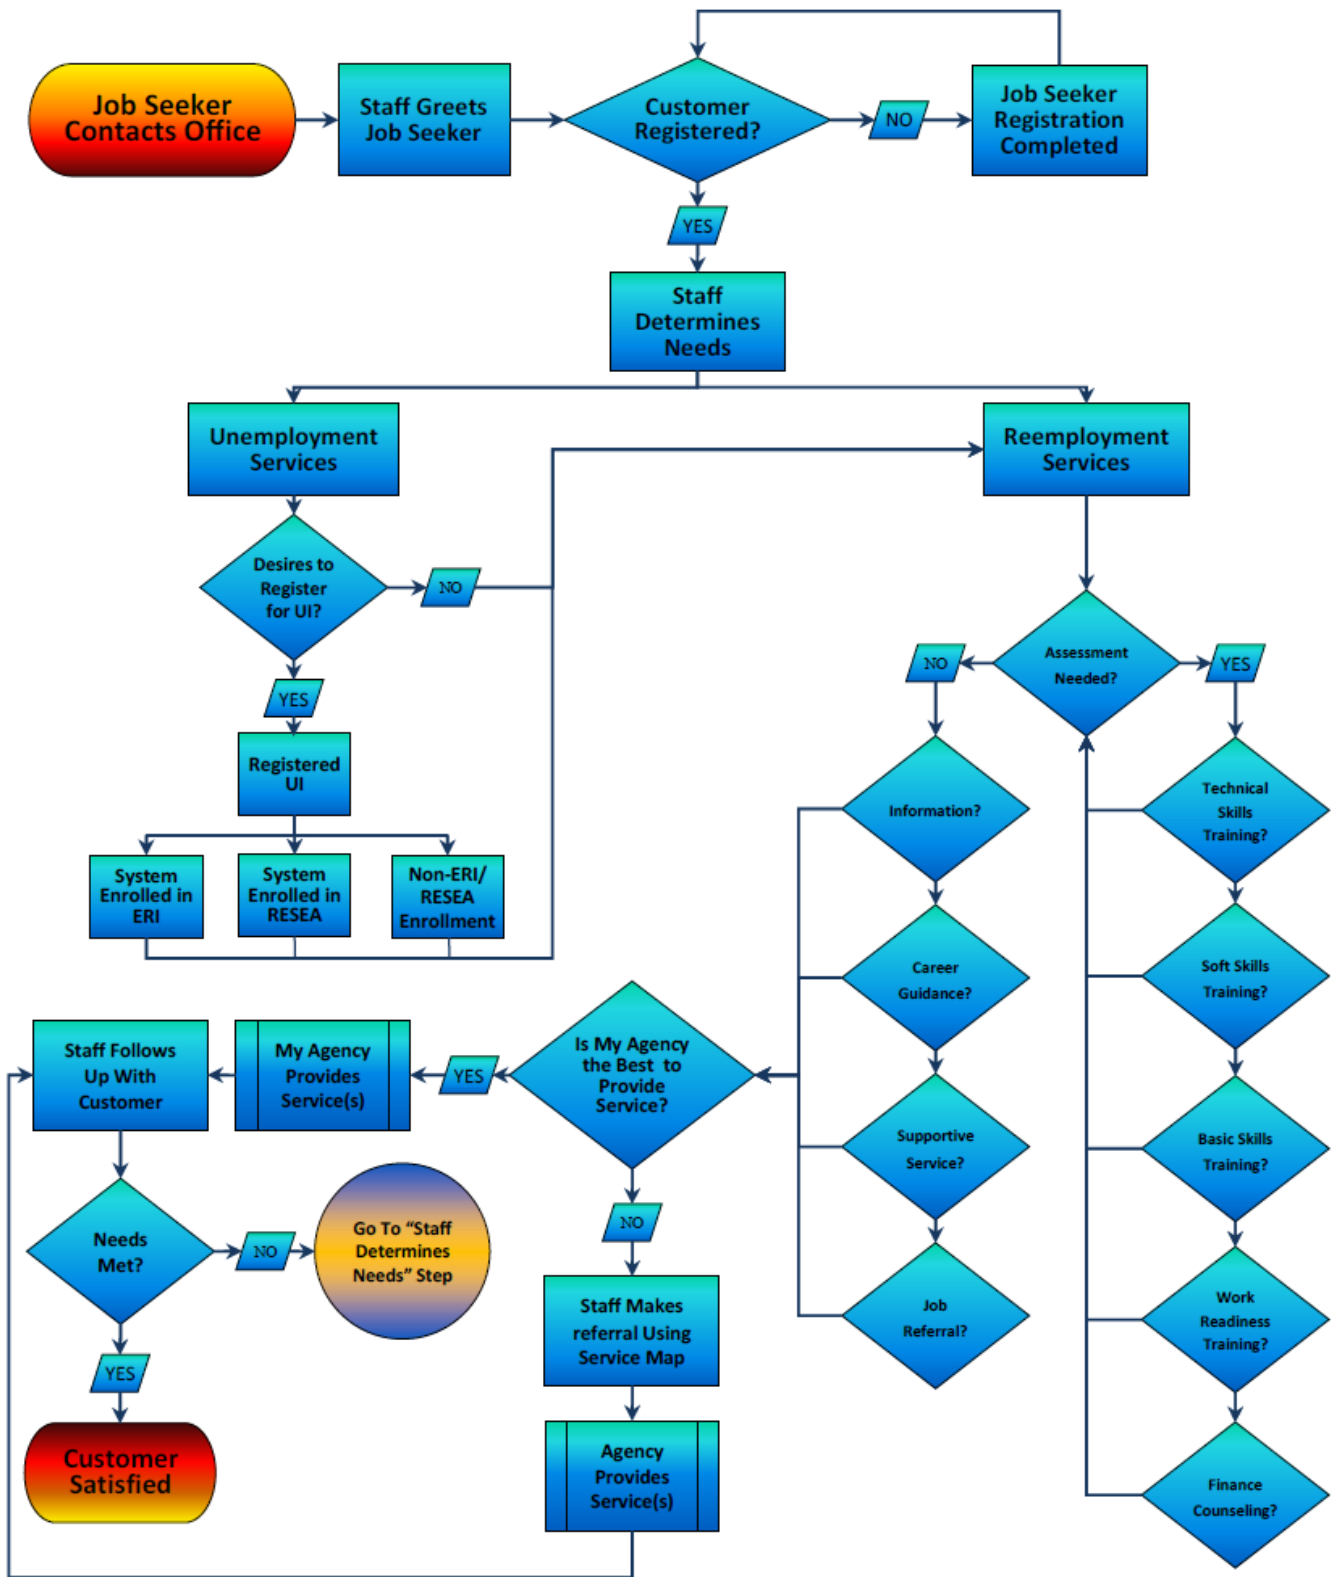 Job Seeker
Contacts Office
Staff Greets
Job Seeker
Customer
Registered?
NO
Job Seeker
Registration
Completed
YES
Staff
Determines
Needs
Unemployment
Services
Reemployment
Services
Desires to
Register
for UI?
NO
YES
Registered
UI
System
Enrolled in
ERI
System
Enrolled in
RESEA
Non-ERI/
RESEA
Enrollment
Assessment
Needed?
NO
YES
Information?
Career
Guidance?
Supportive
Service?
Job
Referral?
Technical
Skills
Training?
Soft Skills
Training?
Basic Skills
Training?
Work
Readiness
Training?
Finance
Counseling?
Is My Agency
the Best to
Provide
Service?
YES
My Agency
Provides
Service(s)
Staff Follows
Up With
Customer
NO
Staff Makes
referral Using
Service Map
Agency
Provides
Service(s)
Needs
Met?
NO
Go To “Staff
Determines
Needs” Step
YES
Customer
Satisfied